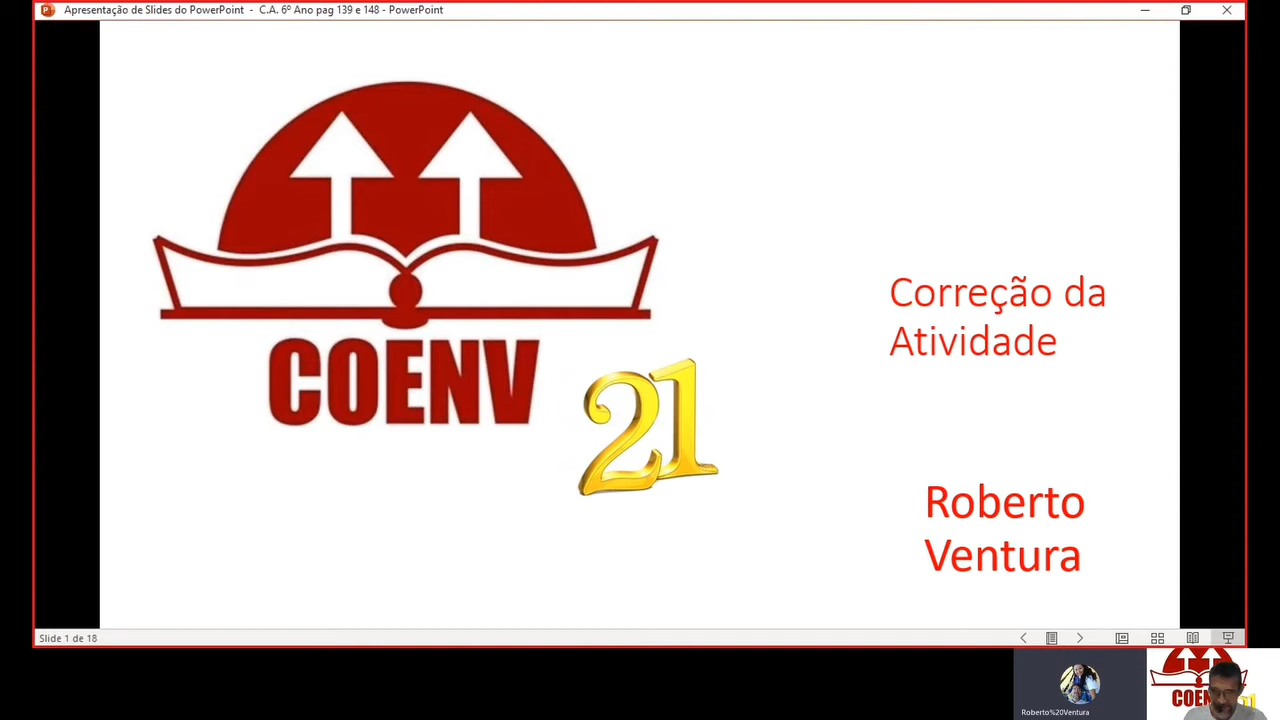 Apresentação de Slides do PowerPoint - C.A. 6º Ano pag 139 e 148 - PowerPoint
COENV
21
Correção da
Atividade
Roberto
Ventura
Slide 1 de 18
Roberto%20Ventura
COEN